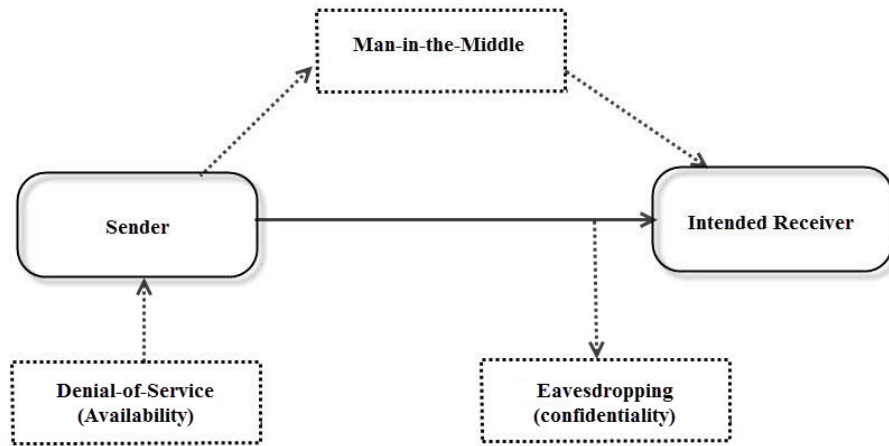 Man-in-the-Middle
Sender
Intended Receiver
Denial-of-Service
(Availability)
Eavesdropping
(confidentiality)